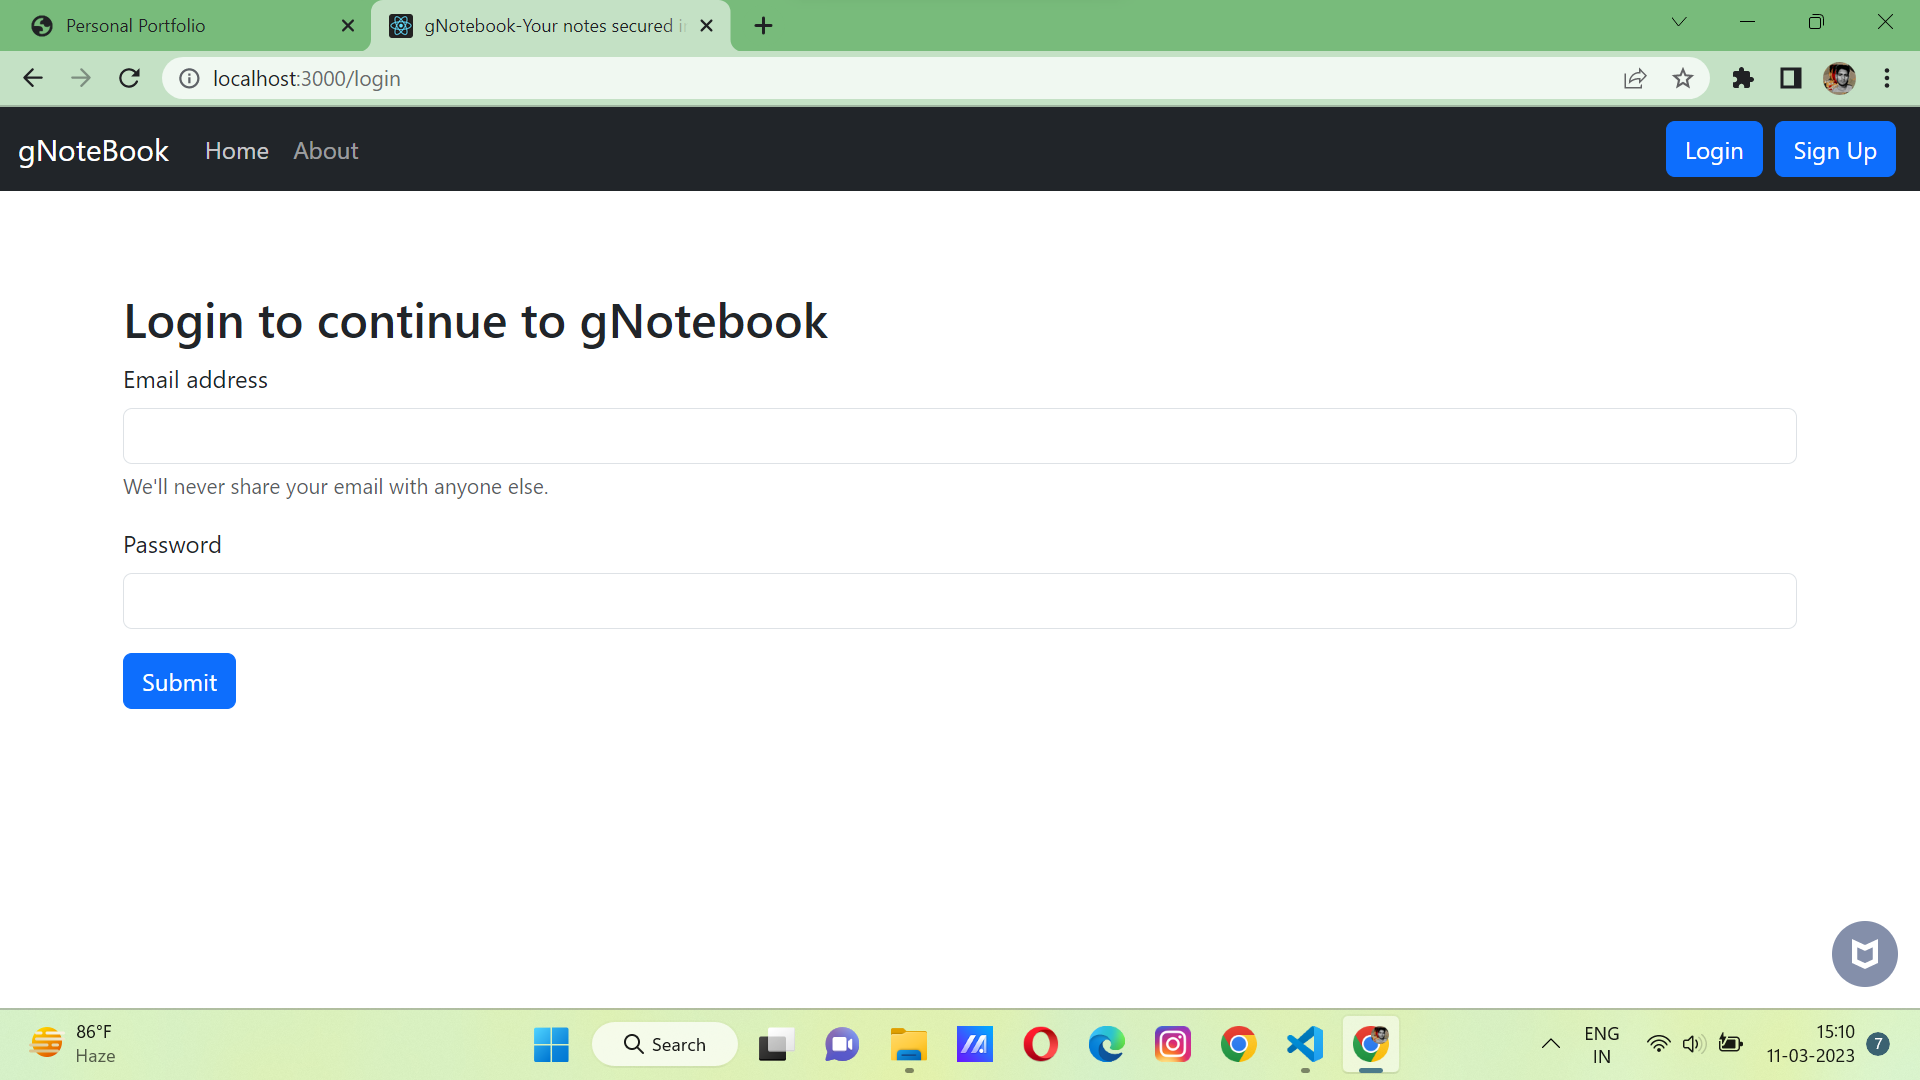 Personal Portfolio
gNotebook-Your notes secured i
localhost:3000/login
gNoteBook Home About Login Sign Up
Login to continue to gNotebook
Email address
We'll never share your email with anyone else.
Password
Submit
86°F
Haze
Search
ENG
IN
15:10
11-03-2023
7